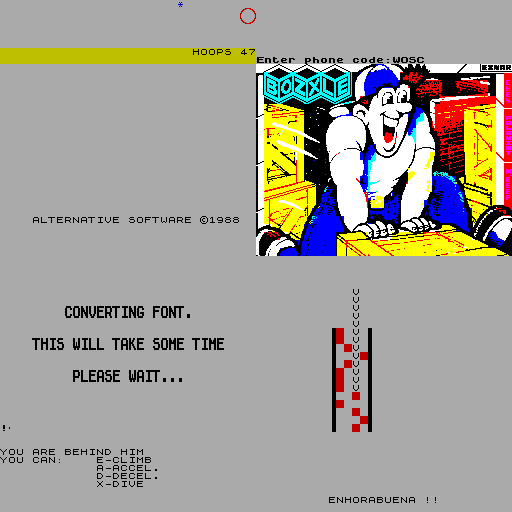 *
HOOPS 47
Enter phone code:WOSC
BOZXLE
EINAR
ALTERNATIVE SOFTWARE ©1988
CONVERTING FONT.
THIS WILL TAKE SOME TIME
PLEASE WAIT...
!·
YOU ARE BEHIND HIM
YOU CAN: E-CLIMB
A-ACCEL.
D-DECEL.
X-DIVE
ENHORABUENA !!